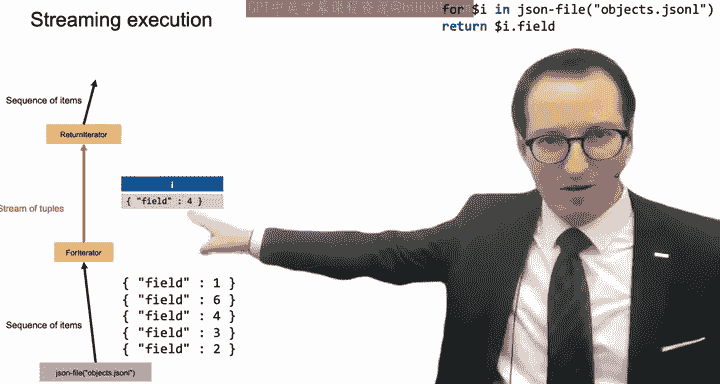 Streaming execution
for $i in json-file("objects.jsonl")
return $i.field
Sequence of items
ReturnIterator
Stream of tuples
i
{ "field" : 4 }
ForIterator
{ "field" : 1 }
{ "field" : 6 }
{ "field" : 4 }
{ "field" : 3 }
{ "field" : 2 }
Sequence of items
json-file("objects.jsonl")